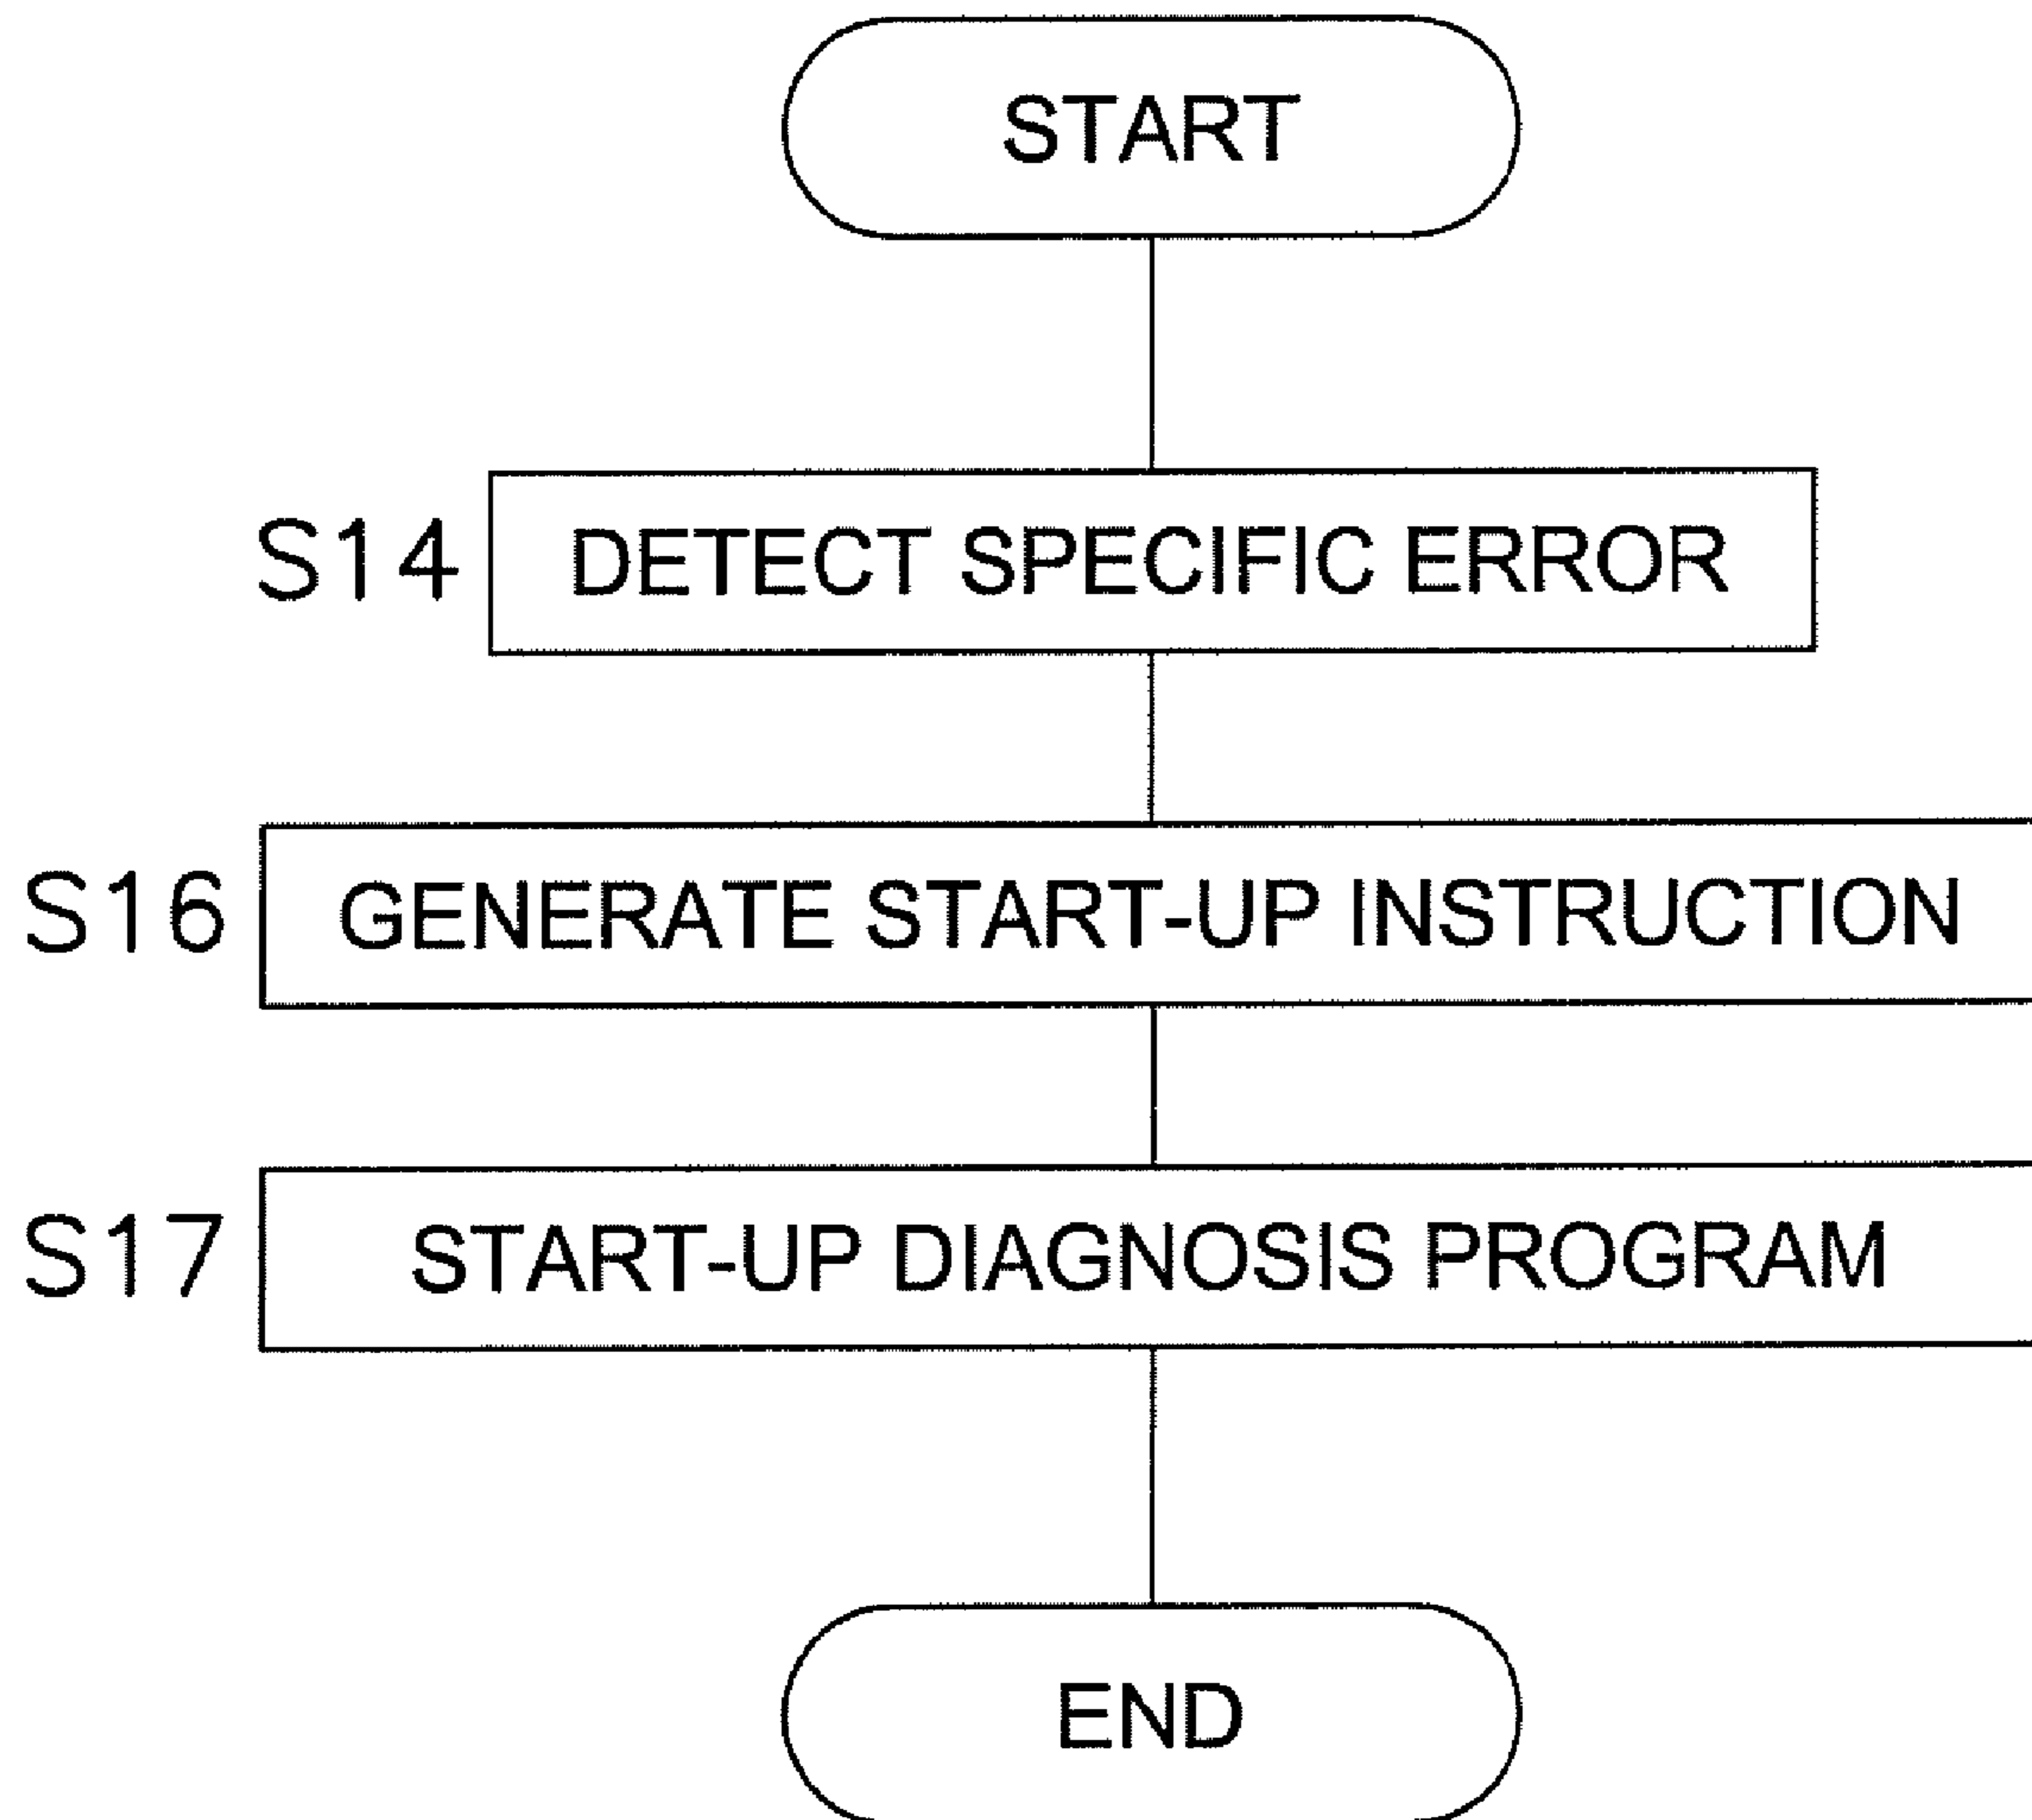 START
S14 DETECT SPECIFIC ERROR
S16 GENERATE START-UP INSTRUCTION
S17 START-UP DIAGNOSIS PROGRAM
END